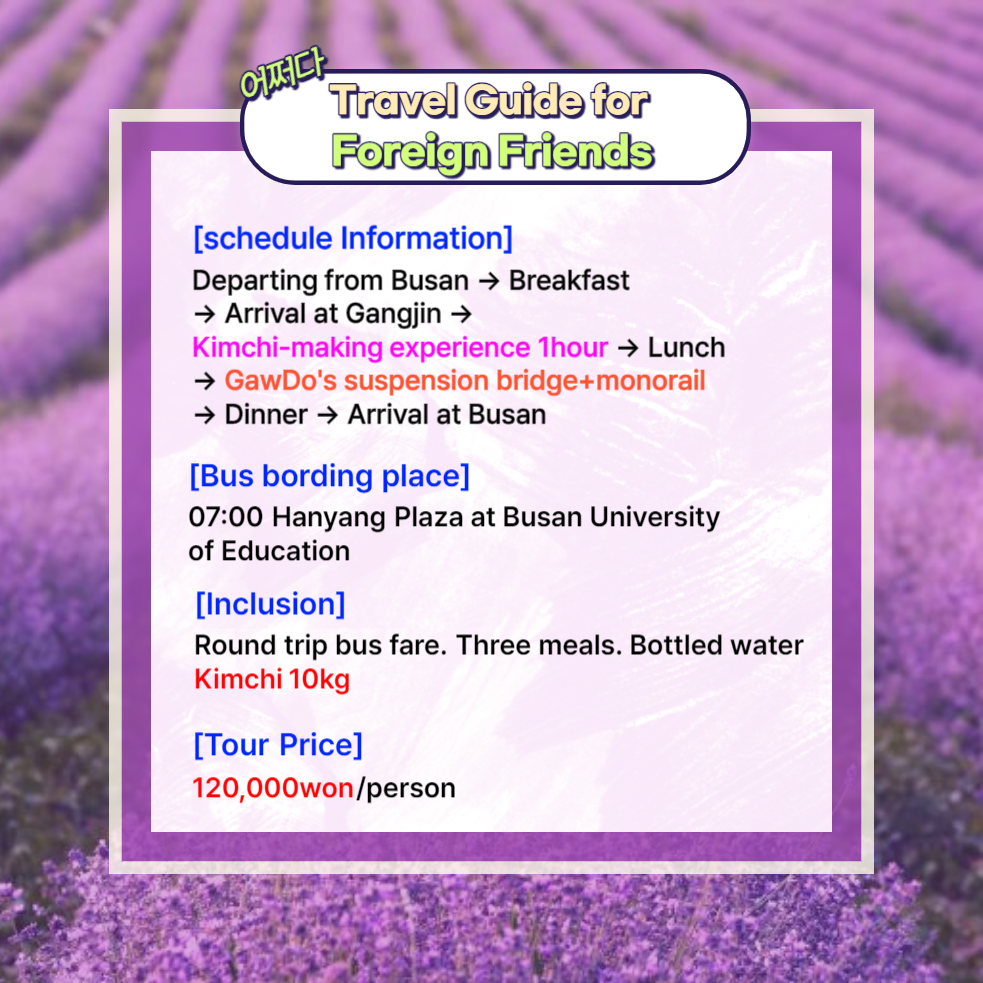 어쩌다
Travel Guide for
Foreign Friends
[schedule Information]
Departing from Busan → Breakfast
→ Arrival at Gangjin →
Kimchi-making experience 1hour → Lunch
→ GawDo's suspension bridge+monorail
→ Dinner → Arrival at Busan
[Bus bording place]
07:00 Hanyang Plaza at Busan University
of Education
[Inclusion]
Round trip bus fare. Three meals. Bottled water
Kimchi 10kg
[Tour Price]
120,000won/person